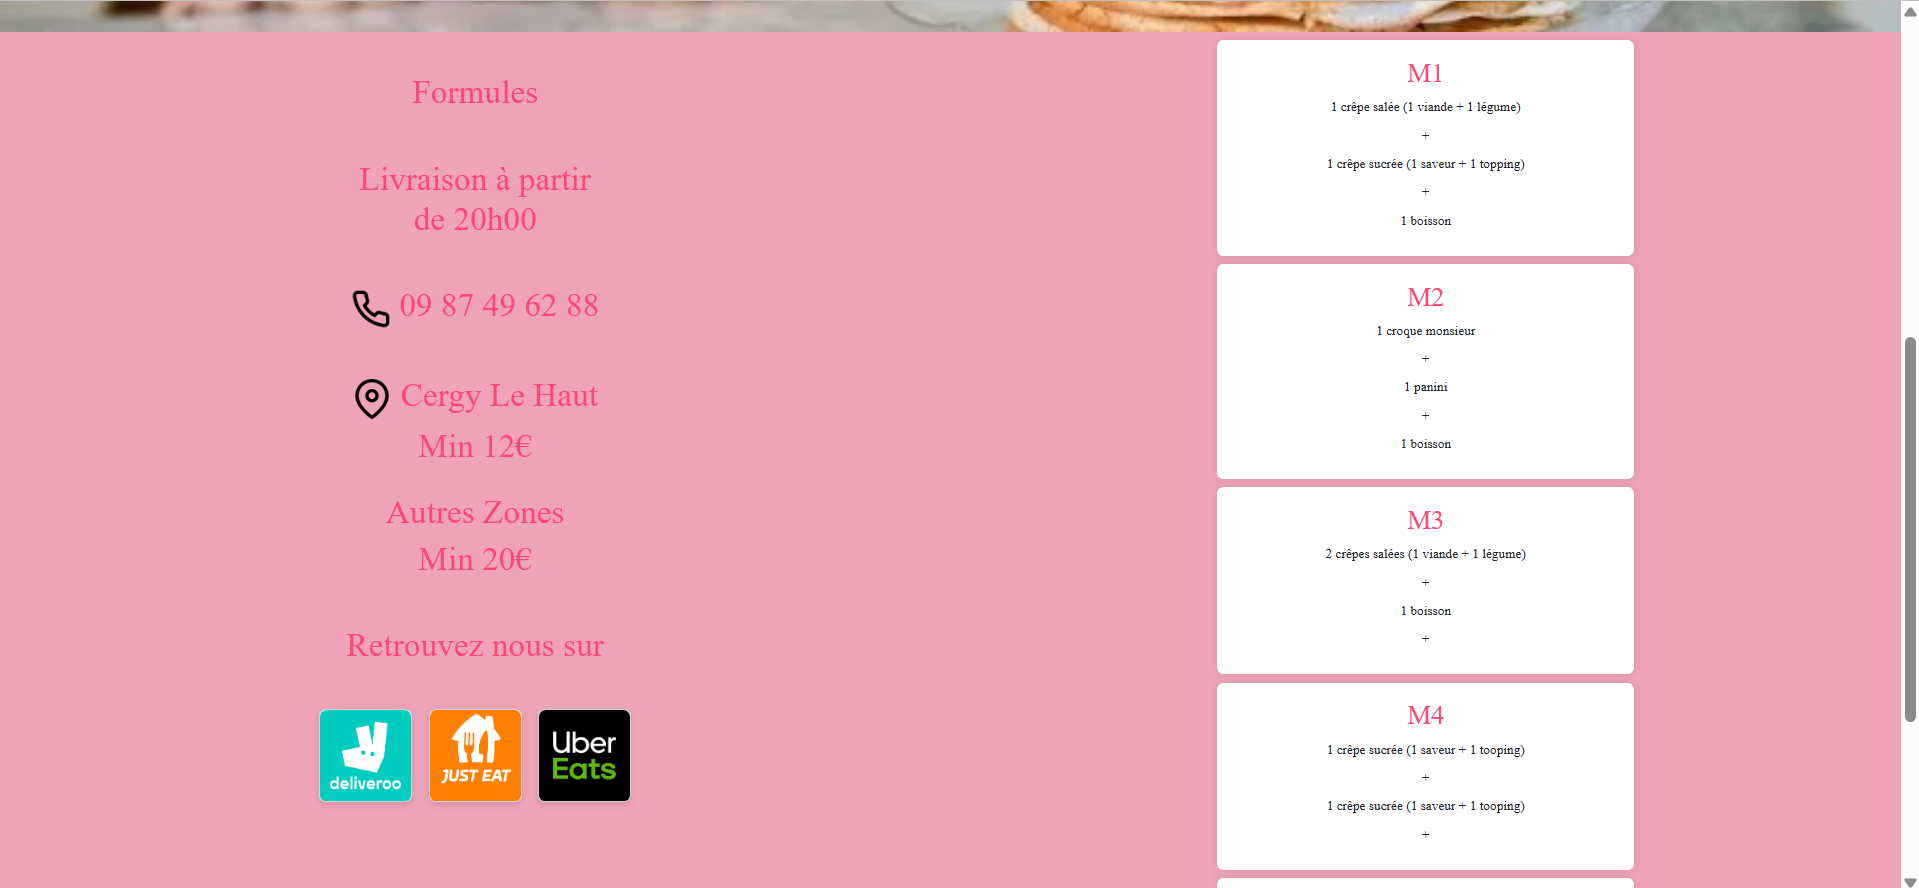 Formules
Livraison à partir
de 20h00
09 87 49 62 88
Cergy Le Haut
Min 12€
Autres Zones
Min 20€
Retrouvez nous sur
deliveroo
JUST EAT
Uber
Eats
M1
1 crêpe salée (1 viande + 1 légume)
+
1 crêpe sucrée (1 saveur + 1 topping)
+
1 boisson
M2
1 croque monsieur
+
1 panini
+
1 boisson
M3
2 crêpes salées (1 viande + 1 légume)
+
1 boisson
+
M4
1 crêpe sucrée (1 saveur + 1 tooping)
+
1 crêpe sucrée (1 saveur + 1 tooping)
+